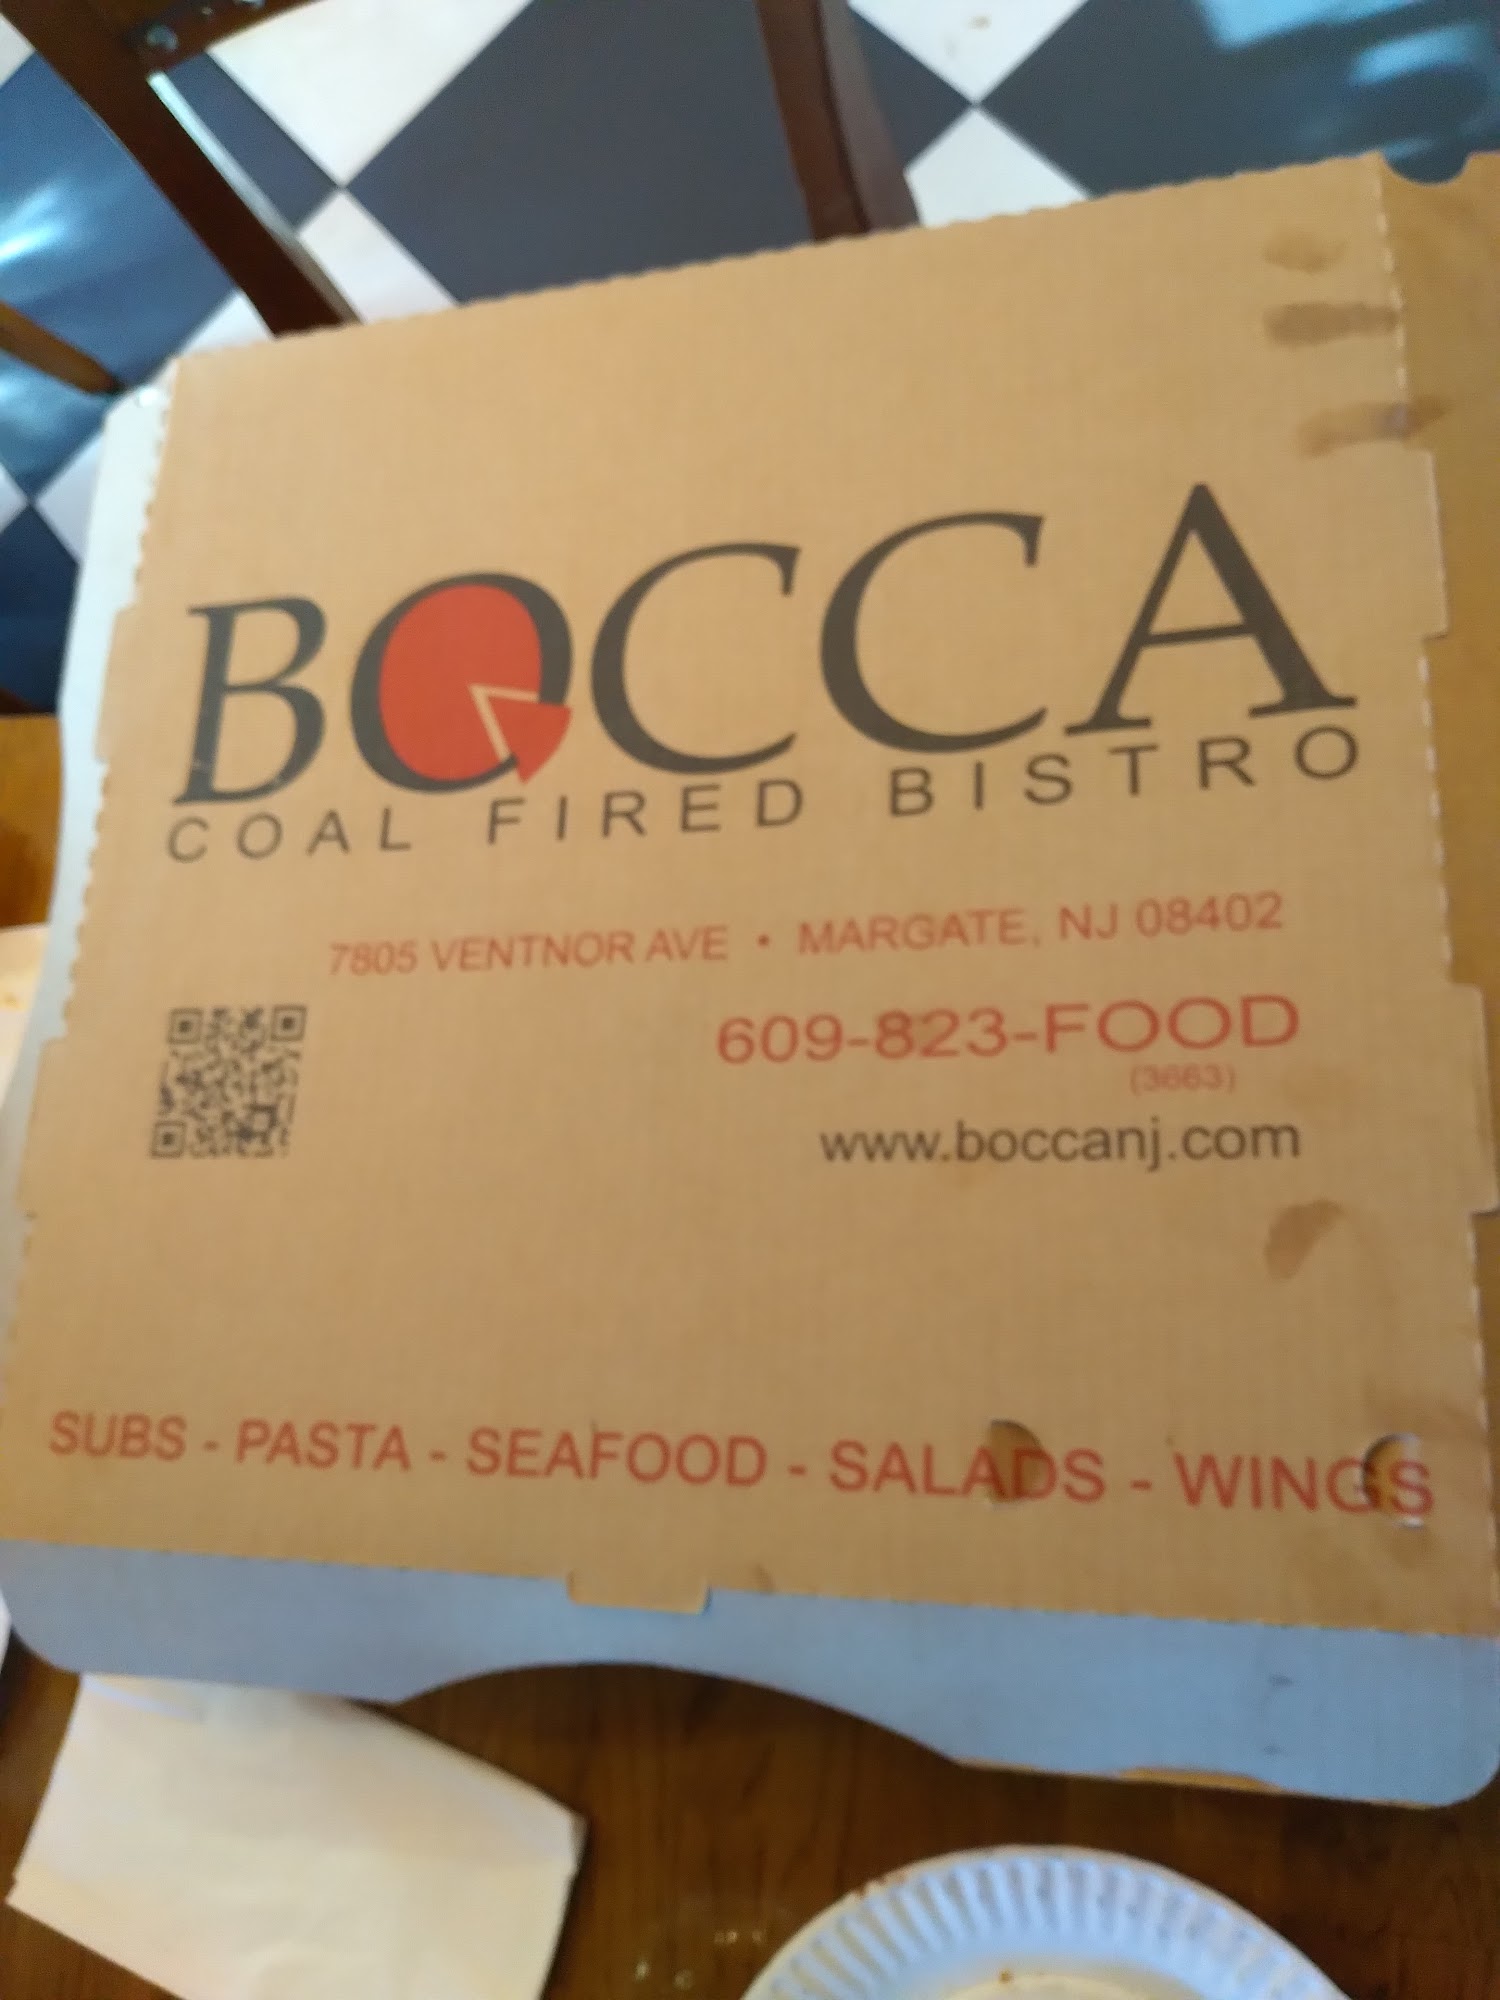 BOCCA
COAL FIRED BISTRO
7805 VENTNOR AVE • MARGATE, NJ 08402
609-823-FOOD
(3663)
www.boccanj.com
SUBS - PASTA - SEAFOOD - SALADS - WINGS